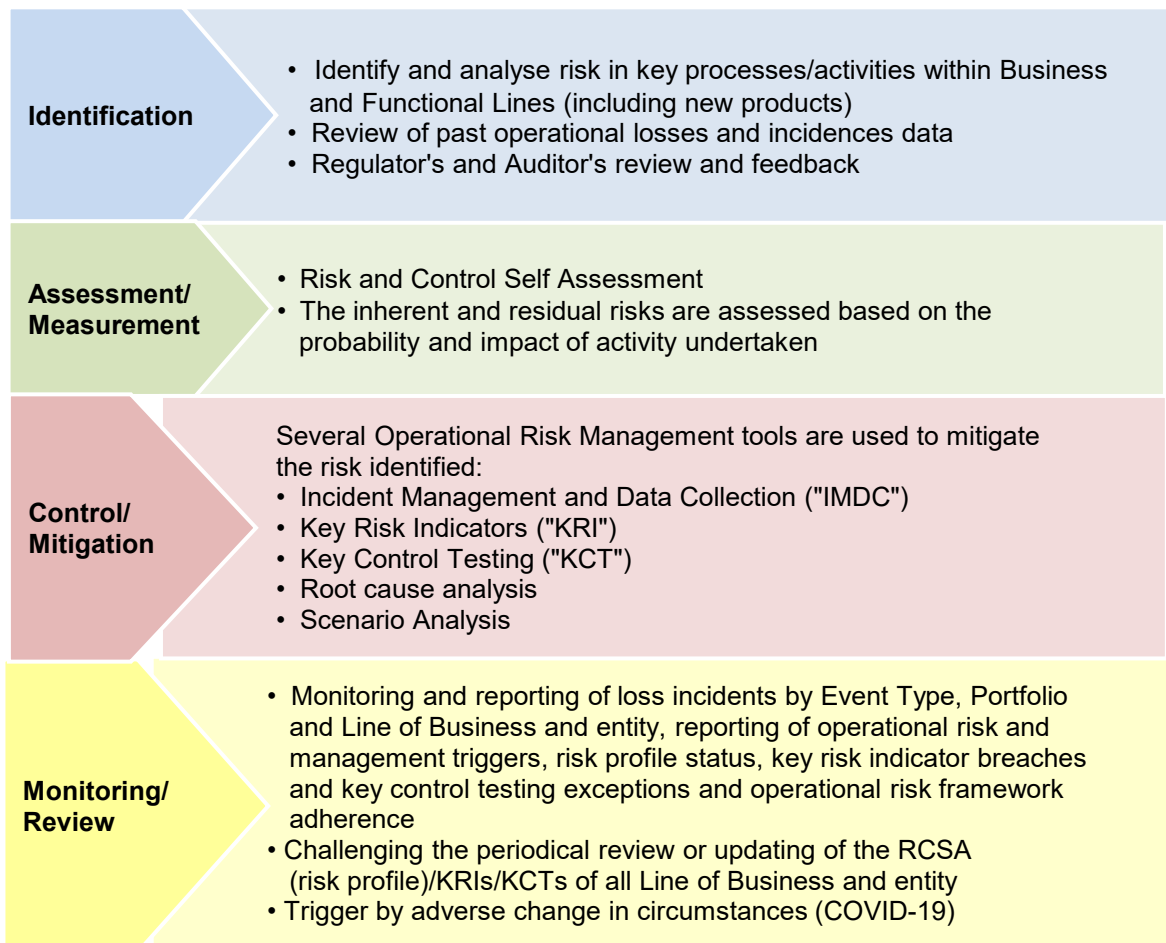 Identification
• Identify and analyse risk in key processes/activities within Business
and Functional Lines (including new products)
• Review of past operational losses and incidences data
• Regulator's and Auditor's review and feedback
Assessment/
Measurement
• Risk and Control Self Assessment
• The inherent and residual risks are assessed based on the
probability and impact of activity undertaken
Control/
Mitigation
Several Operational Risk Management tools are used to mitigate
the risk identified:
• Incident Management and Data Collection ("IMDC")
• Key Risk Indicators ("KRI")
• Key Control Testing ("KCT")
• Root cause analysis
• Scenario Analysis
Monitoring/
Review
• Monitoring and reporting of loss incidents by Event Type, Portfolio
and Line of Business and entity, reporting of operational risk and
management triggers, risk profile status, key risk indicator breaches
and key control testing exceptions and operational risk framework
adherence
• Challenging the periodical review or updating of the RCSA
(risk profile)/KRIs/KCTs of all Line of Business and entity
• Trigger by adverse change in circumstances (COVID-19)